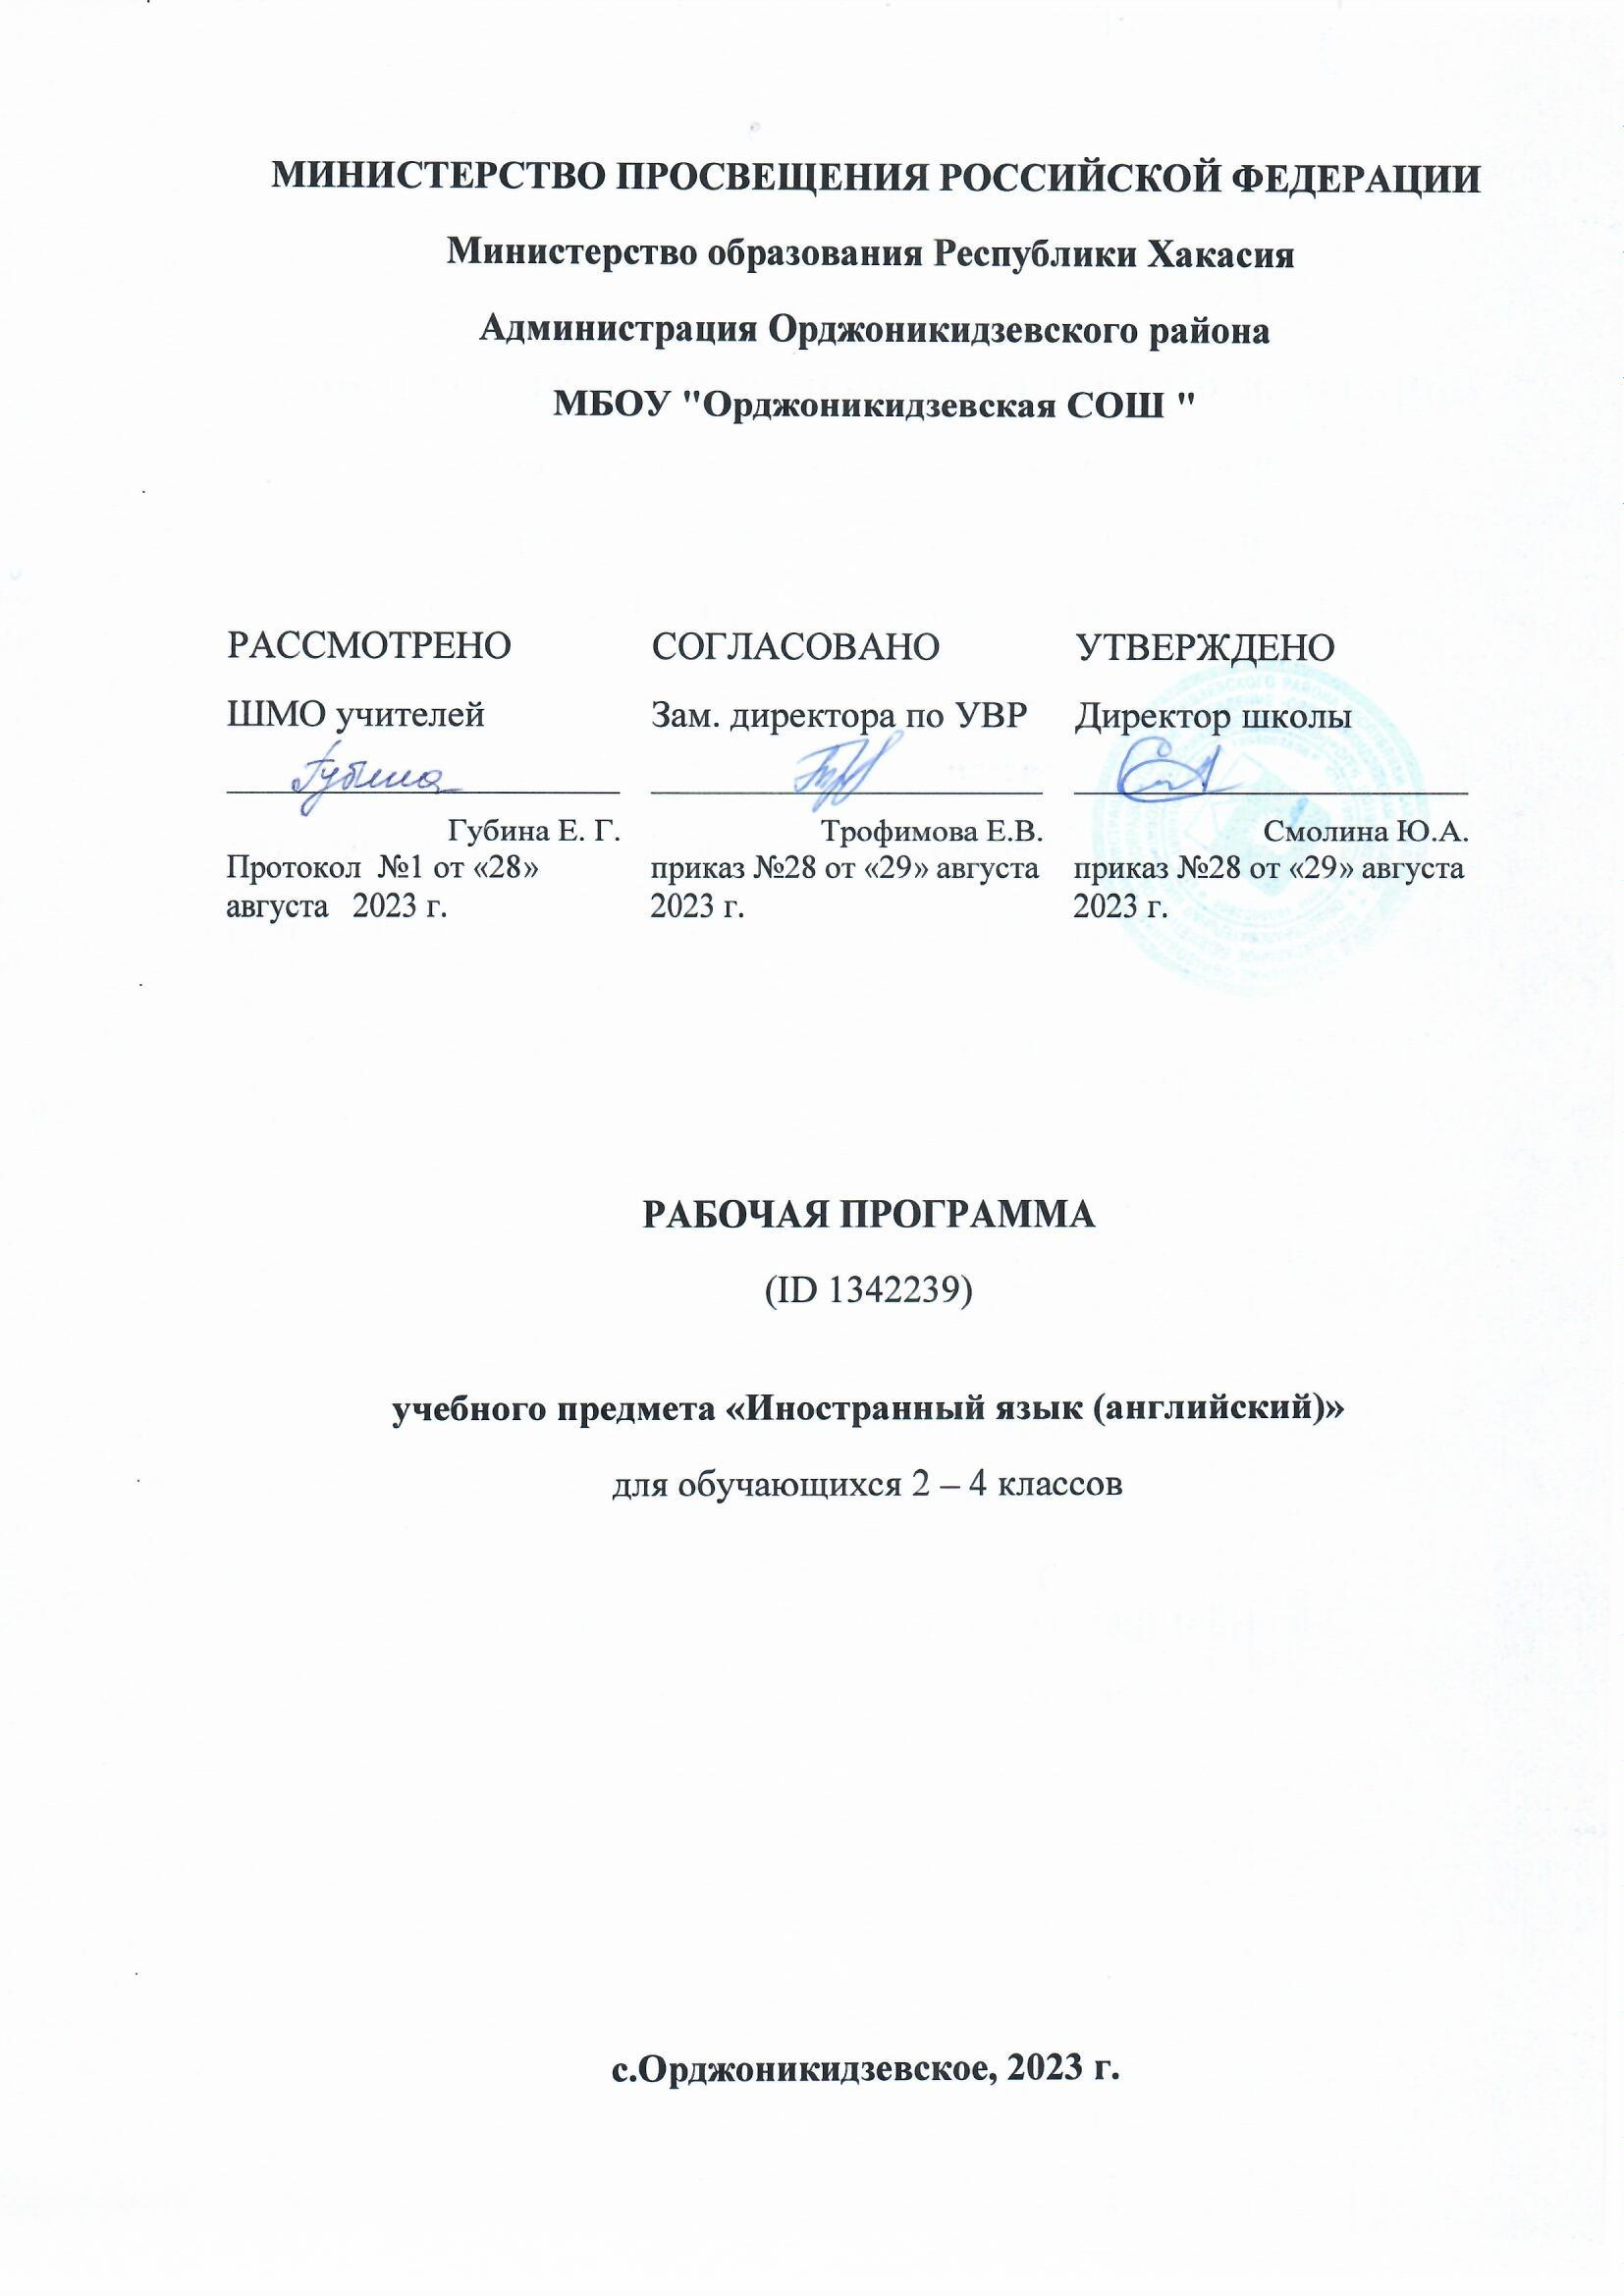 МИНИСТЕРСТВО ПРОСВЕЩЕНИЯ РОССИЙСКОЙ ФЕДЕРАЦИИ
Министерство образования Республики Хакасия
Администрация Орджоникидзевского района
МБОУ "Орджоникидзевская СОШ "
РАССМОТРЕНО
ШМО учителей
Губина
Губина Е. Г.
Протокол №1 от «28»
августа 2023 г.
СОГЛАСОВАНО
Зам. директора по УВР
Трофимова Е.В.
приказ №28 от «29» августа
2023 г.
УТВЕРЖДЕНО
Директор школы
Смолина Ю.А.
приказ №28 от «29» августа
2023 г.
РАБОЧАЯ ПРОГРАММА
(ID 1342239)
учебного предмета «Иностранный язык (английский)»
для обучающихся 2 – 4 классов
с.Орджоникидзевское, 2023 г.